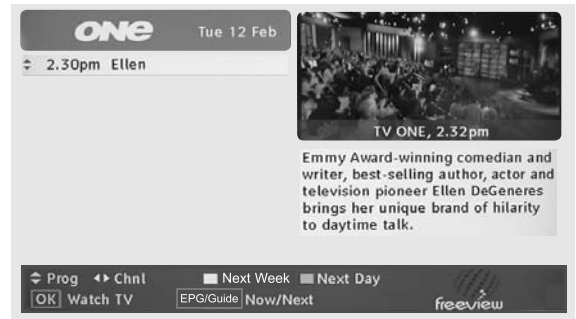 ONE Tue 12 Feb
2.30pm Ellen
TV ONE, 2.32pm
Emmy Award-winning comedian and
writer, best-selling author, actor and
television pioneer Ellen DeGeneres
brings her unique brand of hilarity
to daytime talk.
Prog Chnl Next Week Next Day
OK Watch TV EPG/Guide Now/Next freeview